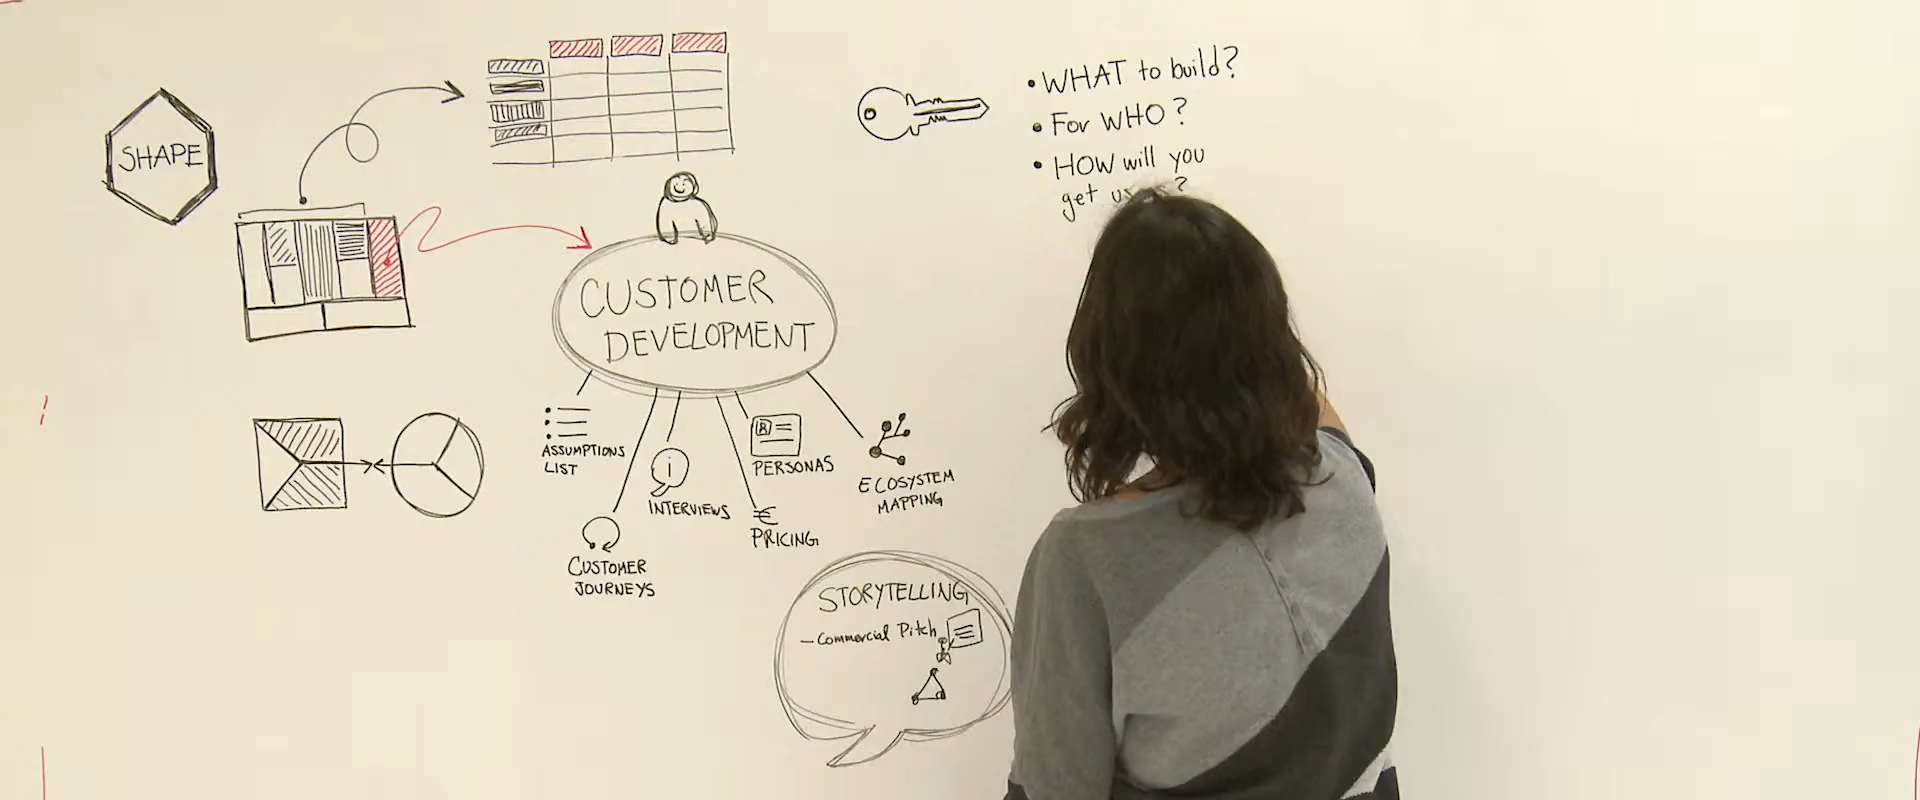 SHAPE
• WHAT to build?
• For WHO?
• HOW will you
get ?
CUSTOMER
DEVELOPMENT
ASSUMPTIONS
LIST
i
INTERVIEWS
PERSONAS
ECOSYSTEM
MAPPING
€
PRICING
CUSTOMER
JOURNEYS
STORYTELLING
– Commercial Pitch